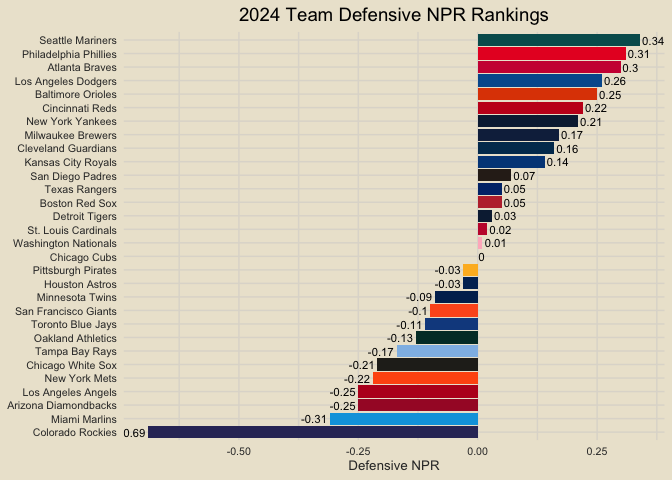 2024 Team Defensive NPR Rankings
Seattle Mariners 0.34
Philadelphia Phillies 0.31
Atlanta Braves 0.3
Los Angeles Dodgers 0.26
Baltimore Orioles 0.25
Cincinnati Reds 0.22
New York Yankees 0.21
Milwaukee Brewers 0.17
Cleveland Guardians 0.16
Kansas City Royals 0.14
San Diego Padres 0.07
Texas Rangers 0.05
Boston Red Sox 0.05
Detroit Tigers 0.03
St. Louis Cardinals 0.02
Washington Nationals 0.01
Chicago Cubs 0
Pittsburgh Pirates -0.03
Houston Astros -0.03
Minnesota Twins -0.09
San Francisco Giants -0.1
Toronto Blue Jays -0.11
Oakland Athletics -0.13
Tampa Bay Rays -0.17
Chicago White Sox -0.21
New York Mets -0.22
Los Angeles Angels -0.25
Arizona Diamondbacks -0.25
Miami Marlins -0.31
Colorado Rockies 0.69
-0.50 -0.25 0.00 0.25
Defensive NPR